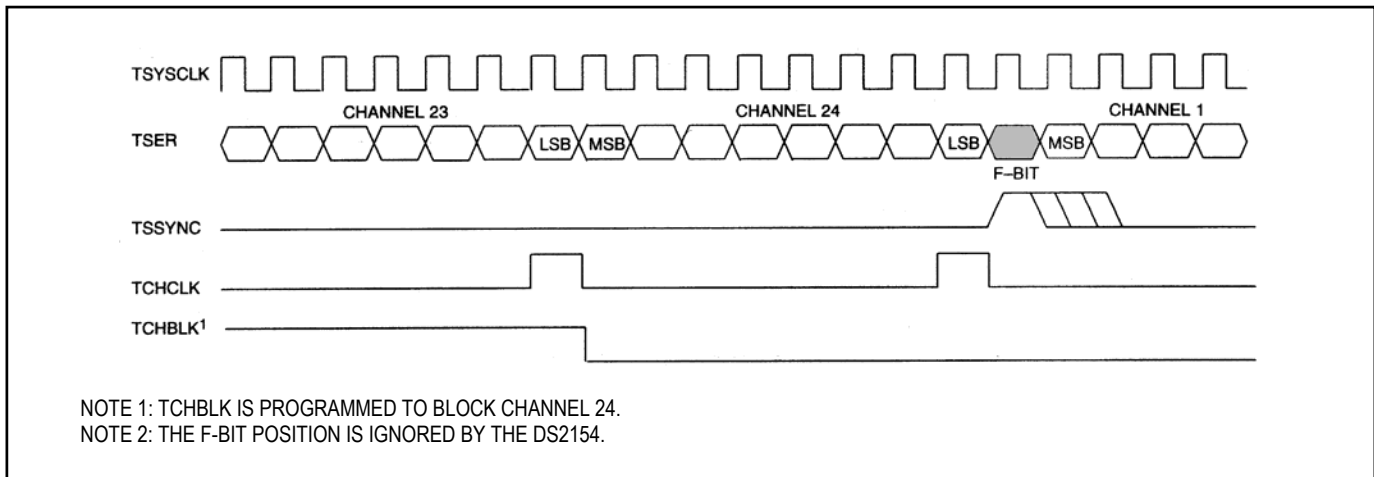 TSYSCLK
CHANNEL 23 CHANNEL 24 CHANNEL 1
TSER LSB MSB LSB MSB
F–BIT
TSSYNC
TCHCLK
TCHBLK1
NOTE 1: TCHBLK IS PROGRAMMED TO BLOCK CHANNEL 24.
NOTE 2: THE F-BIT POSITION IS IGNORED BY THE DS2154.